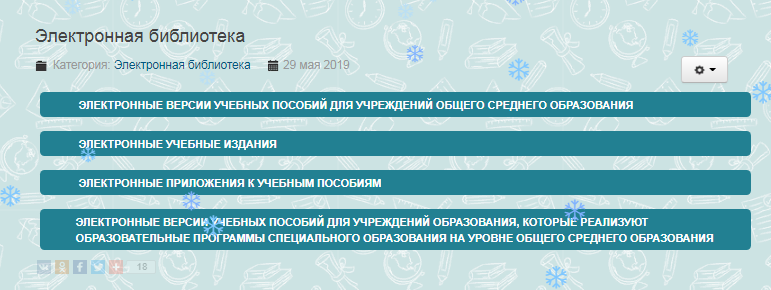 Электронная библиотека
Категория: Электронная библиотека 29 мая 2019
ЭЛЕКТРОННЫЕ ВЕРСИИ УЧЕБНЫХ ПОСОБИЙ ДЛЯ УЧРЕЖДЕНИЙ ОБЩЕГО СРЕДНЕГО ОБРАЗОВАНИЯ
ЭЛЕКТРОННЫЕ УЧЕБНЫЕ ИЗДАНИЯ
ЭЛЕКТРОННЫЕ ПРИЛОЖЕНИЯ К УЧЕБНЫМ ПОСОБИЯМ
ЭЛЕКТРОННЫЕ ВЕРСИИ УЧЕБНЫХ ПОСОБИЙ ДЛЯ УЧРЕЖДЕНИЙ ОБРАЗОВАНИЯ, КОТОРЫЕ РЕАЛИЗУЮТ
ОБРАЗОВАТЕЛЬНЫЕ ПРОГРАММЫ СПЕЦИАЛЬНОГО ОБРАЗОВАНИЯ НА УРОВНЕ ОБЩЕГО СРЕДНЕГО ОБРАЗОВАНИЯ
18